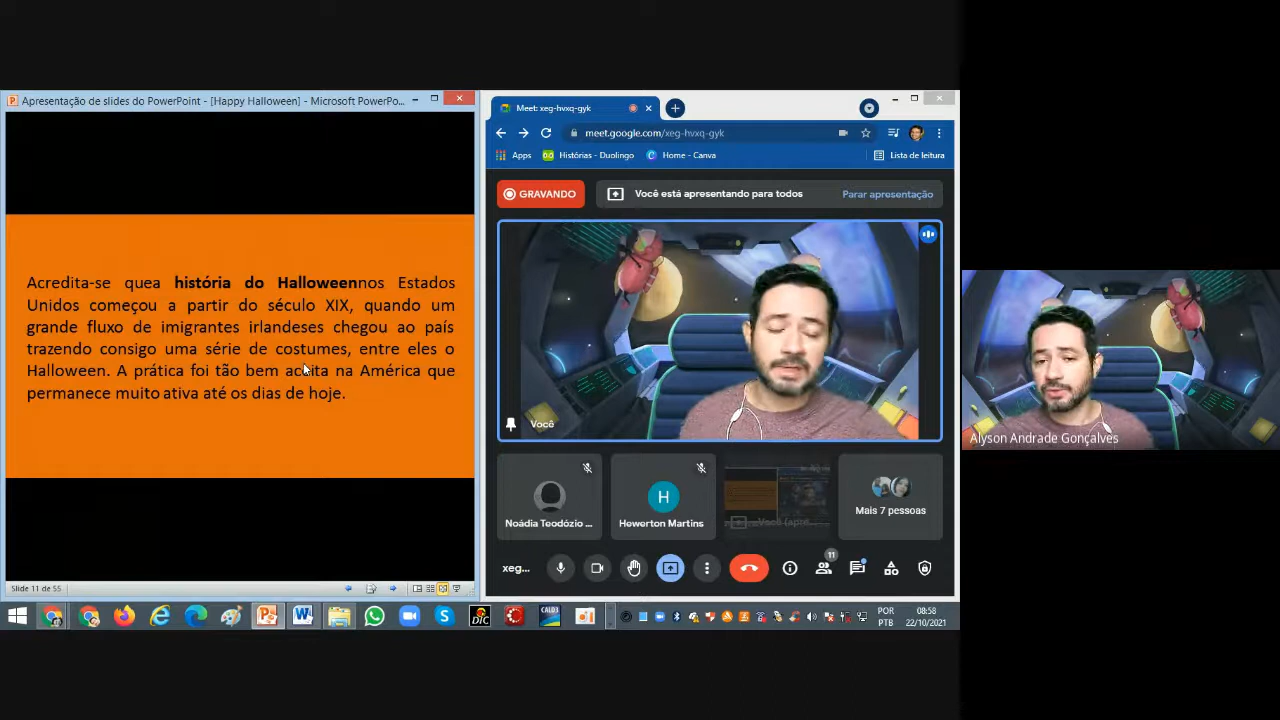 Apresentação de slides do PowerPoint - [Happy Halloween] - Microsoft PowerPo...
Acredita-se quea história do Halloweennos Estados
Unidos começou a partir do século XIX, quando um
grande fluxo de imigrantes irlandeses chegou ao país
trazendo consigo uma série de costumes, entre eles o
Halloween. A prática foi tão bem aceita na América que
permanece muito ativa até os dias de hoje.
Slide 11 de 55
Meet: xeg-hvxq-gyk
meet.google.com/xeg-hvxq-gyk
Apps Histórias - Duolingo Home - Canva Lista de leitura
GRAVANDO Você está apresentando para todos Parar apresentação
Você
Noádia Teodózio ... H Hewerton Martins Você (apre... Mais 7 pessoas
xeg... 11
Alyson Andrade Gonçalves
DIC CALD3
POR 08:58
PTB 22/10/2021